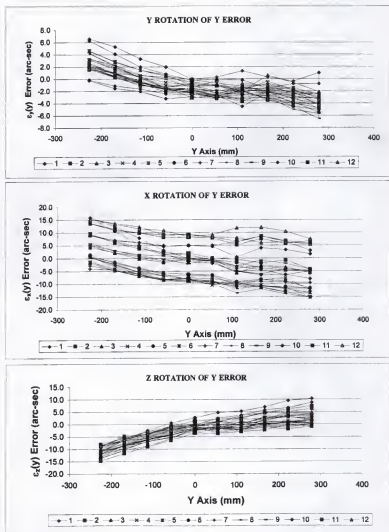 Y ROTATION OF Y ERROR
8.0
6.0
4.0
2.0
0.0
-2.0
-4.0
-6.0
-8.0
εy(y) Error (arc-sec)
-300 -200 -100 0 100 200 300 400
Y Axis (mm)
1 2 3 4 5 6 7 8 9 10 11 12
X ROTATION OF Y ERROR
20.0
15.0
10.0
5.0
0.0
-5.0
-10.0
-15.0
-20.0
εx(y) Error (arc-sec)
-300 -200 -100 0 100 200 300 400
Y Axis (mm)
1 2 3 4 5 6 7 8 9 10 11 12
Z ROTATION OF Y ERROR
15.0
10.0
5.0
0.0
-5.0
-10.0
-15.0
-20.0
εz(y) Error (arc-sec)
-300 -200 -100 0 100 200 300 400
Y Axis (mm)
1 2 3 4 5 6 7 8 9 10 11 12